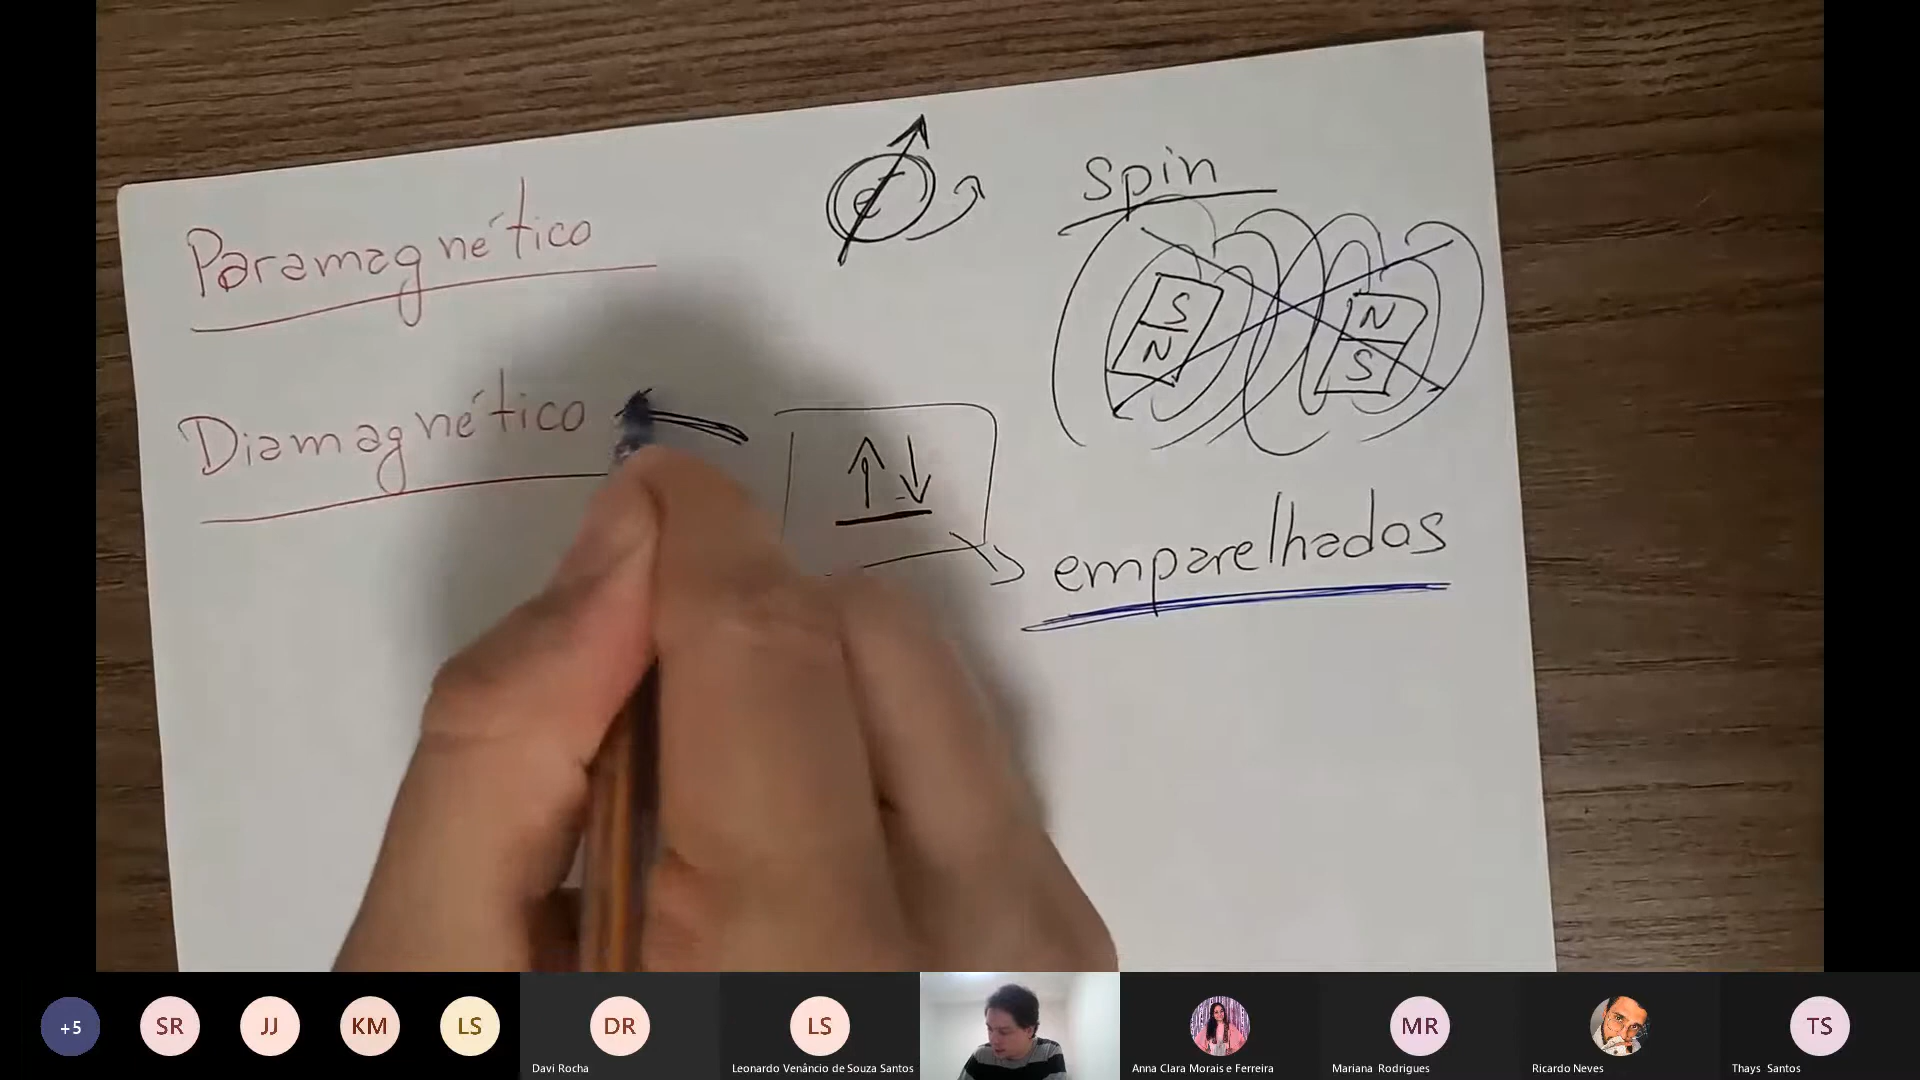 Paramagnético
Diamagnético
e-
spin
S
N
N
S
emparelhados
+5
SR
JJ
KM
LS
DR
LS
MR
TS
Davi Rocha
Leonardo Venâncio de Souza Santos
Anna Clara Morais e Ferreira
Mariana Rodrigues
Ricardo Neves
Thays Santos